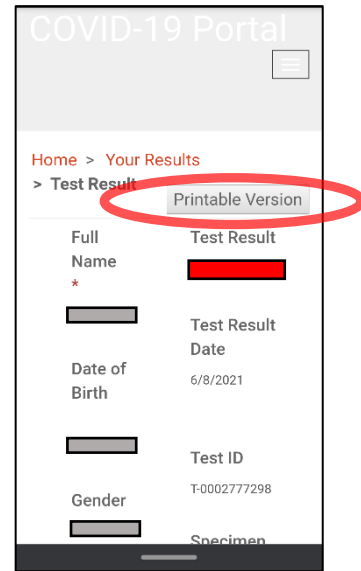 COVID-19 Portal
Home > Your Results
> Test Result
Printable Version
Full
Name
*
Test Result
Test Result
Date
6/8/2021
Date of
Birth
Test ID
T-0002777298
Gender
Specimen